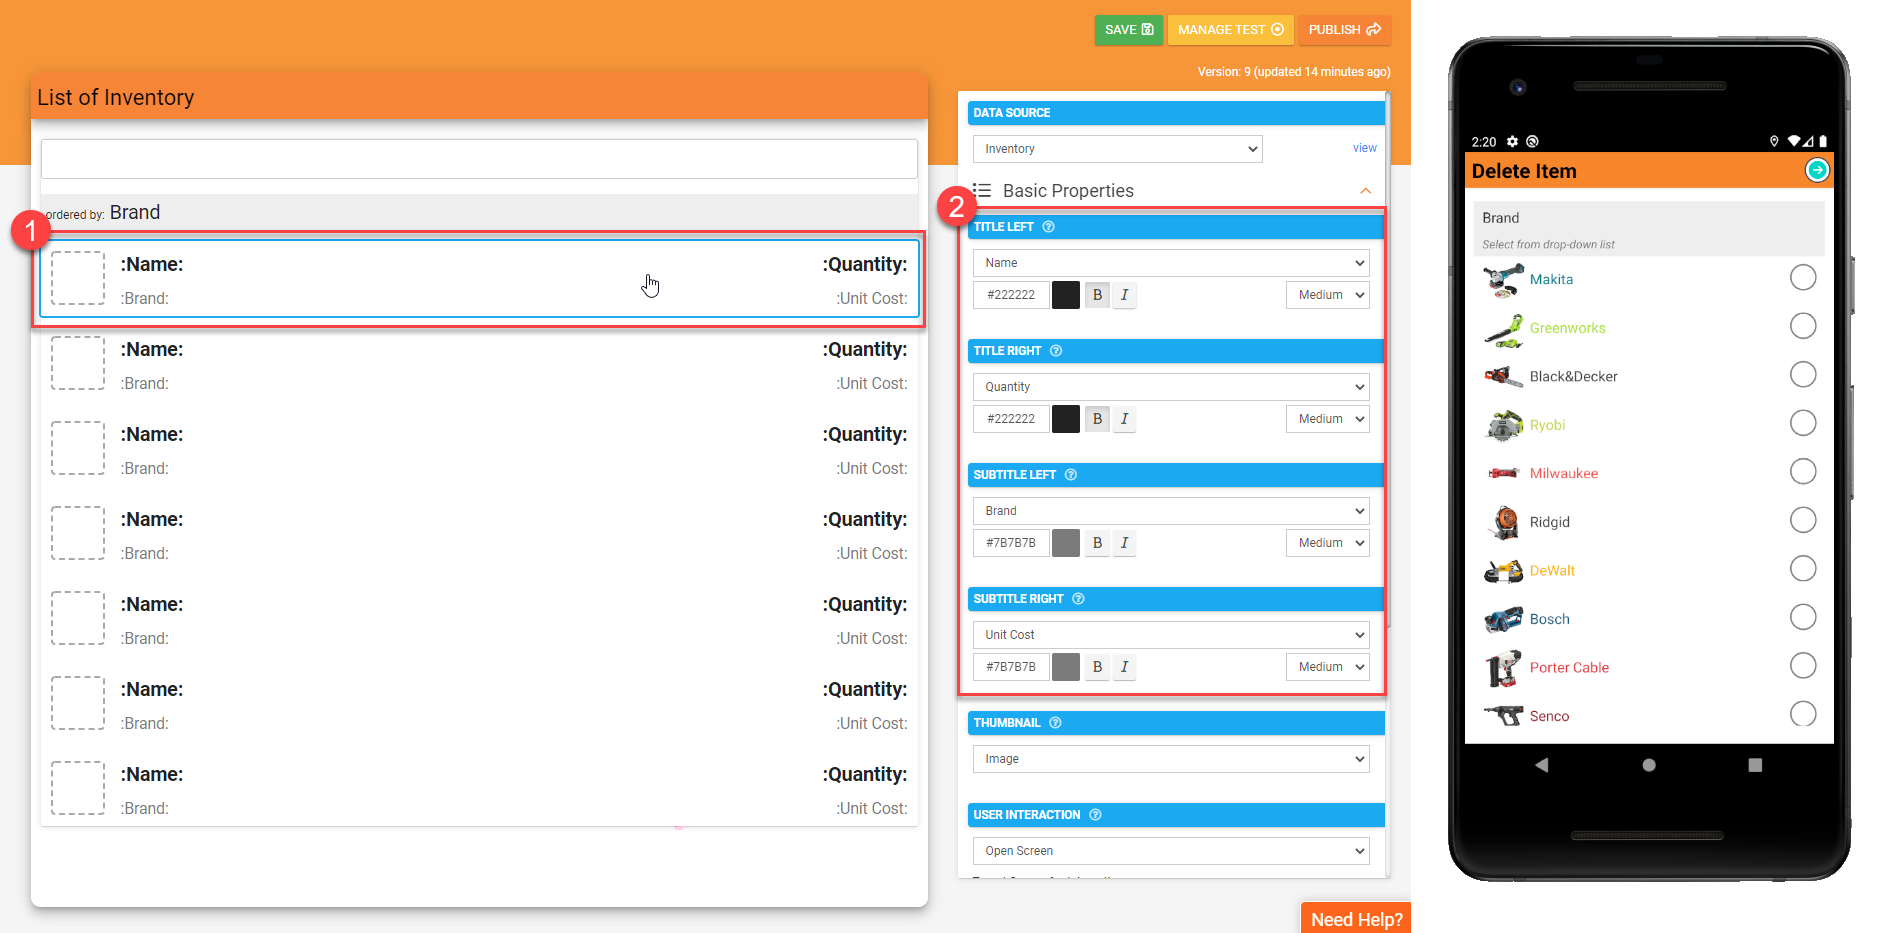 SAVE
MANAGE TEST
PUBLISH
Version: 9 (updated 14 minutes ago)
List of Inventory
ordered by: Brand
1
:Name: :Quantity:
:Brand: :Unit Cost:
:Name: :Quantity:
:Brand: :Unit Cost:
:Name: :Quantity:
:Brand: :Unit Cost:
:Name: :Quantity:
:Brand: :Unit Cost:
:Name: :Quantity:
:Brand: :Unit Cost:
:Name: :Quantity:
:Brand: :Unit Cost:
:Name: :Quantity:
:Brand: :Unit Cost:
DATA SOURCE
Inventory view
Basic Properties
2
TITLE LEFT
Name
#222222 B I Medium
TITLE RIGHT
Quantity
#222222 B I Medium
SUBTITLE LEFT
Brand
#7B7B7B B I Medium
SUBTITLE RIGHT
Unit Cost
#7B7B7B B I Medium
THUMBNAIL
Image
USER INTERACTION
Open Screen
Need Help?
2:20
Delete Item
Brand
Select from drop-down list
Makita
Greenworks
Black&Decker
Ryobi
Milwaukee
Ridgid
DeWalt
Bosch
Porter Cable
Senco